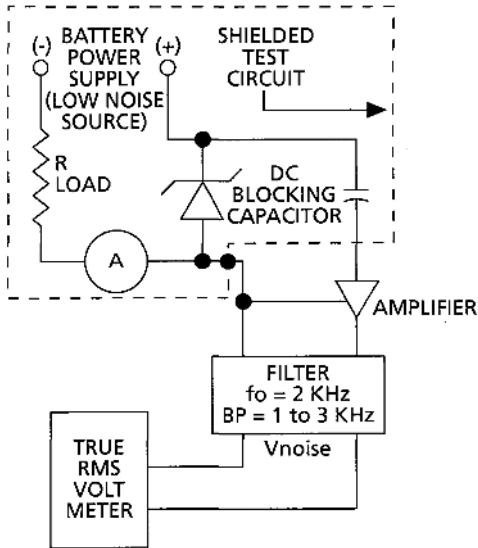 (-)
BATTERY
POWER
SUPPLY
(LOW NOISE
SOURCE)
(+)
SHIELDED
TEST
CIRCUIT
R
LOAD
DC
BLOCKING
CAPACITOR
A
AMPLIFIER
FILTER
fo = 2 KHz
BP = 1 to 3 KHz
Vnoise
TRUE
RMS
VOLT
METER